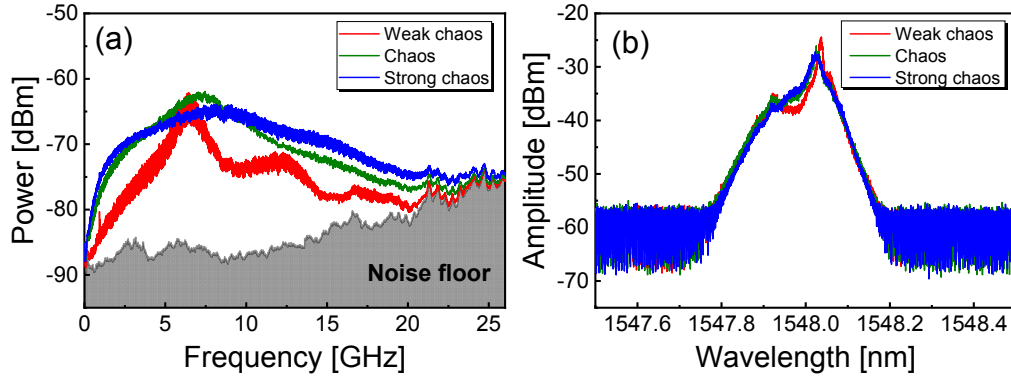 (a)
Weak chaos
Chaos
Strong chaos
Noise floor
-50
-60
-70
-80
-90
Power [dBm]
0
5
10
15
20
25
Frequency [GHz]
(b)
Weak chaos
Chaos
Strong chaos
-20
-30
-40
-50
-60
-70
Amplitude [dBm]
1547.6
1547.8
1548.0
1548.2
1548.4
Wavelength [nm]